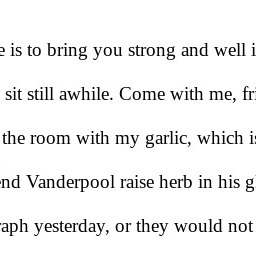 e is to bring you strong and well i
sit still awhile. Come with me, fri
the room with my garlic, which is
end Vanderpool raise herb in his gl
raph yesterday, or they would not